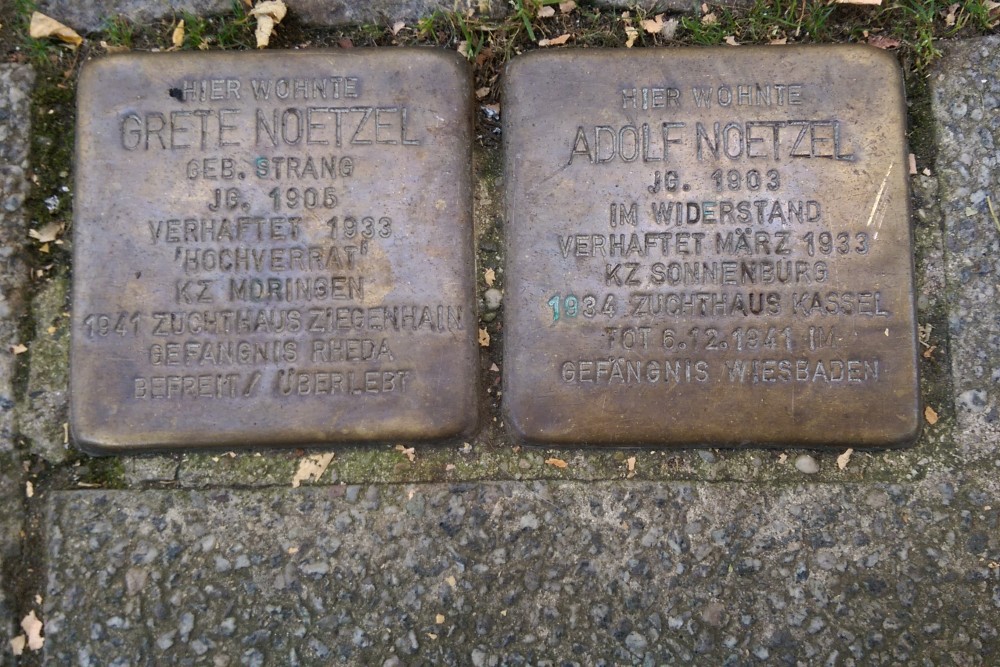 HIER WOHNTE
GRETE NOETZEL
GEB. STRANG
JG. 1905
VERHAFTET 1933
'HOCHVERRAT'
KZ MORINGEN
1941 ZUCHTHAUS ZIEGENHAIN
GEFÄNGNIS RHEDA
BEFREIT / ÜBERLEBT
HIER WOHNTE
ADOLF NOETZEL
JG. 1903
IM WIDERSTAND
VERHAFTET MÄRZ 1933
KZ SONNENBURG
1934 ZUCHTHAUS KASSEL
TOT 6.12.1941 IM
GEFÄNGNIS WIESBADEN